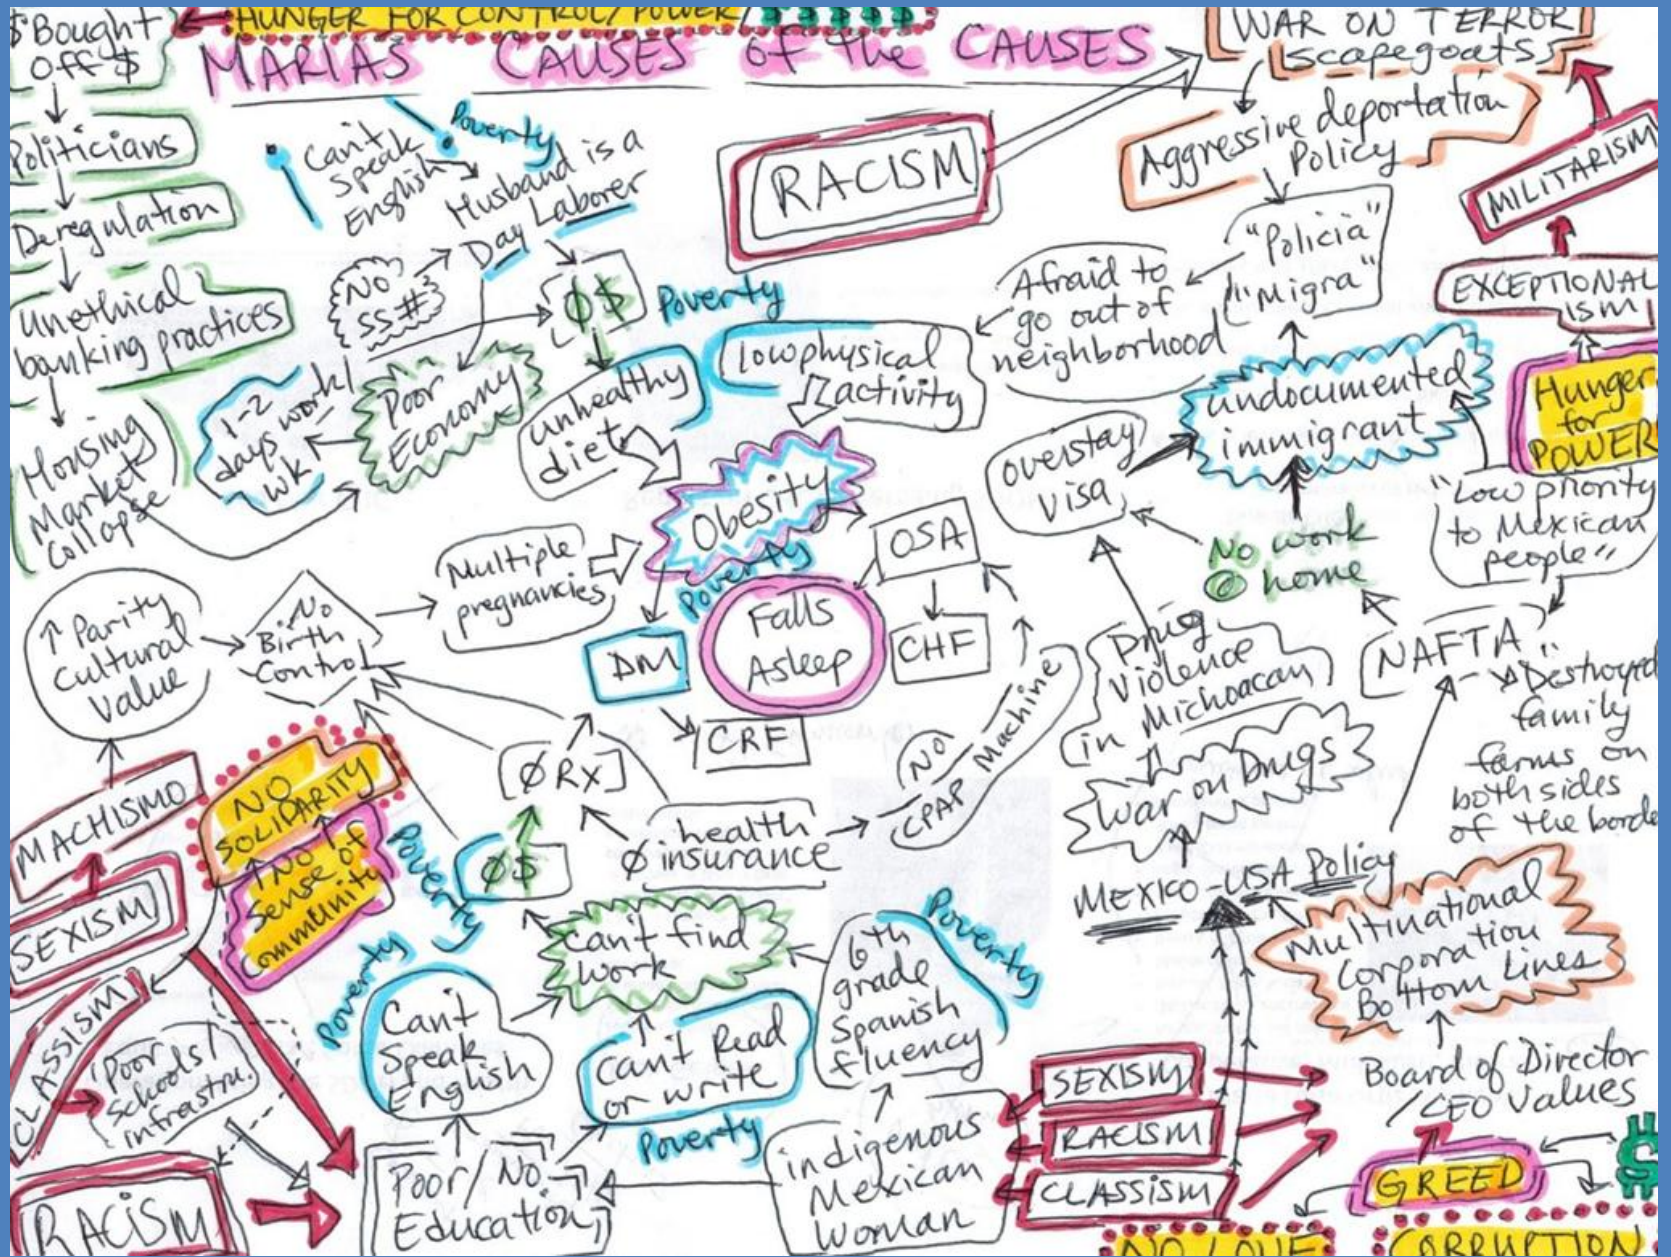 HUNGER FOR CONTROL/POWER/$$$$$
MARIAS CAUSES of the CAUSES
$Bought
Off $
Politicians
Deregulation
Unethical
banking practices
Housing
Market
Collapse
Can't
Speak
English
Poverty
Husband is a
Day Laborer
No
SS#
Ø$
Poverty
1-2
days work/
wk
Poor
Economy
unhealthy
diet
low physical
activity
RACISM
WAR ON TERROR
scapegoats
Aggressive deportation
Policy
"Policia"
"Migra"
Afraid to
go out of
neighborhood
MILITARISM
EXCEPTIONAL
ISM
Hunger
for
POWER
undocumented
immigrant
overstay
visa
"Low priority
to Mexican
people"
No work
@ home
NAFTA
Destroyed
family
farms on
both sides
of the borde
Obesity
Poverty
OSA
Falls
Asleep
CHF
DM
CRF
Multiple
pregnancies
No
Birth
Control
↑ Parity
Cultural
Value
MACHISMO
SEXISM
CLASSISM
RACISM
NO
SOLIDARITY
NO
Sense of
Community
Poor
Schools/
infrastru.
Ø Rx
Ø$
Poverty
health
Ø insurance
No
CPAP Machine
Drug
Violence
in Michoacan
War on Drugs
MEXICO-USA Policy
Multinational
Corporation
Bottom Lines
Board of Director
/CEO Values
GREED
$
CORRUPTION
NO LOVE
SEXISM
RACISM
CLASSISM
can't find
work
Poverty
Can't
Speak
English
Can't Read
or write
Poverty
6th
grade
Spanish
fluency
Poverty
indigenous
Mexican
Woman
Poor/No
Education